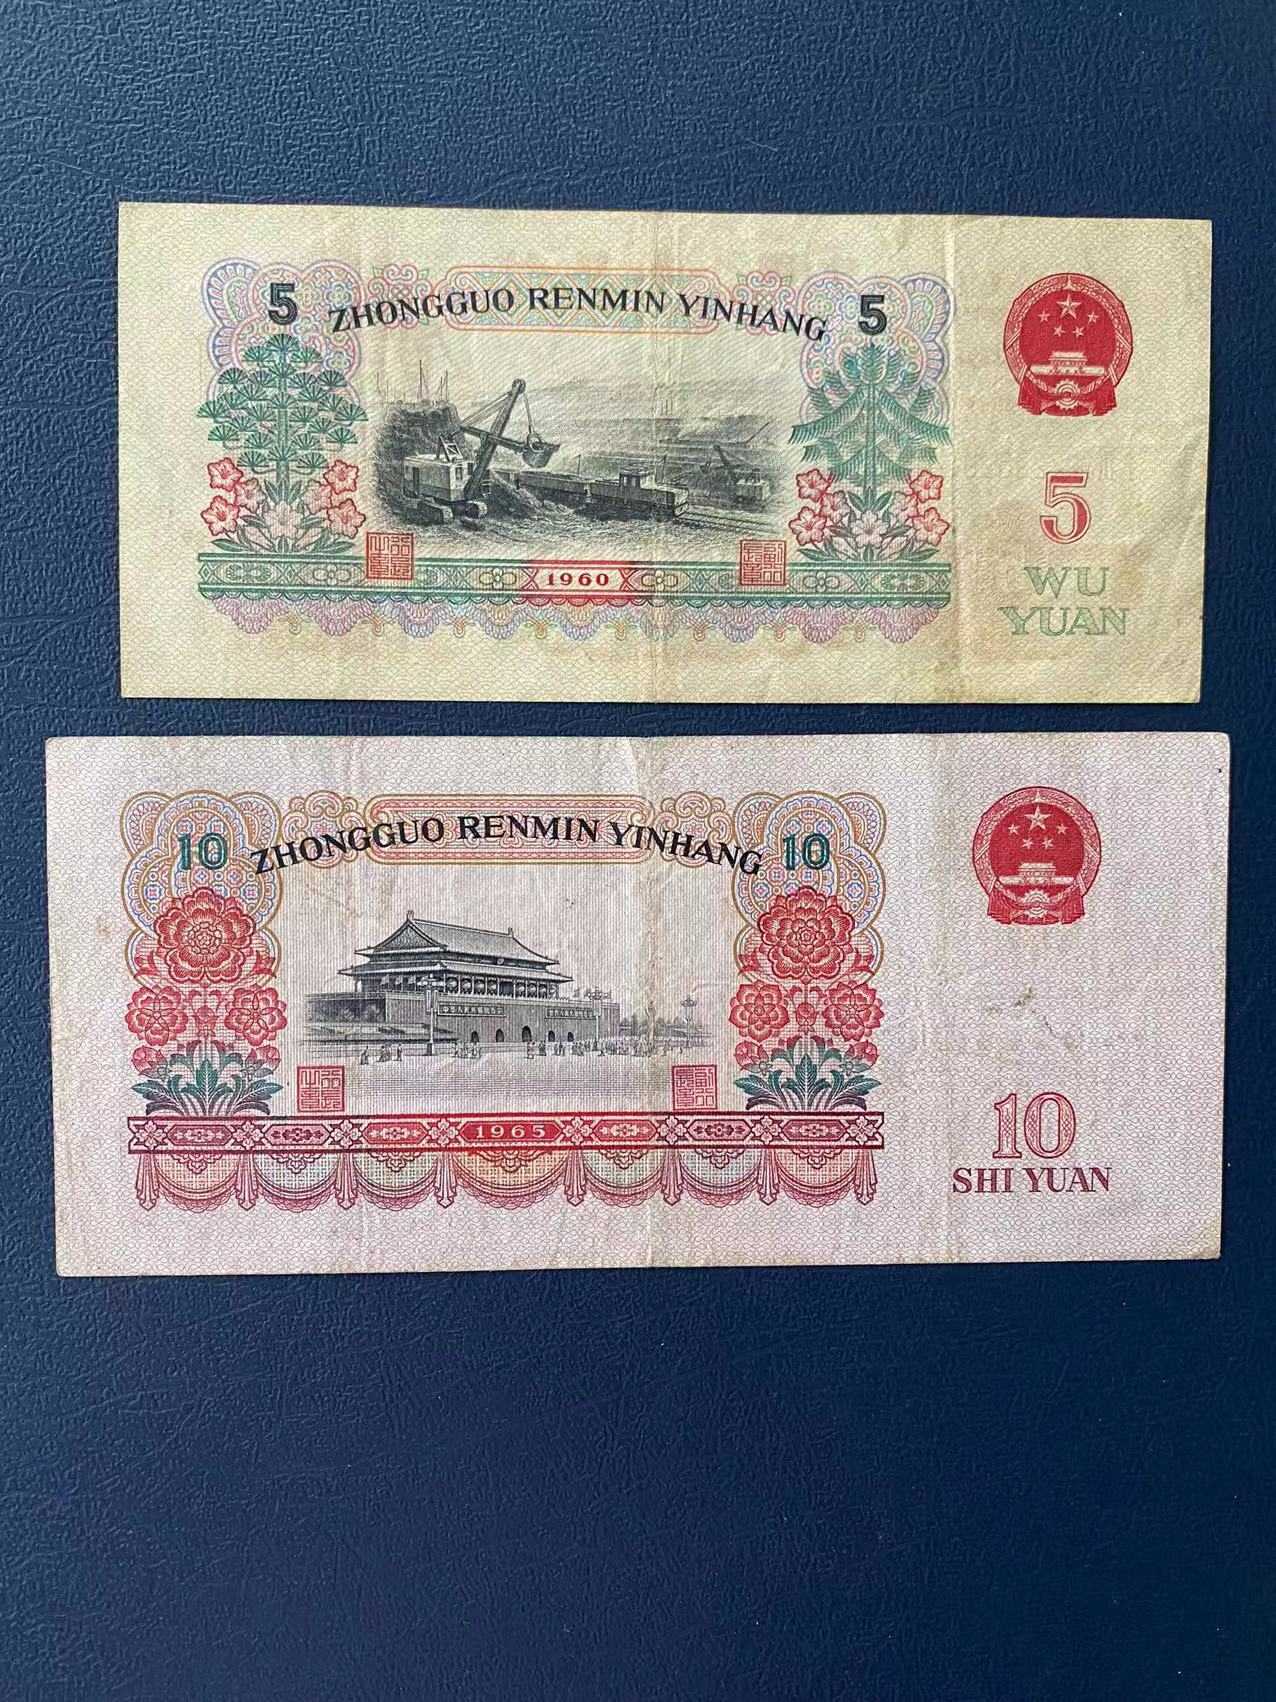 5 ZHONGGUO RENMIN YINHANG 5
5
WU
YUAN
1960
10 ZHONGGUO RENMIN YINHANG 10
10
SHI YUAN
1965